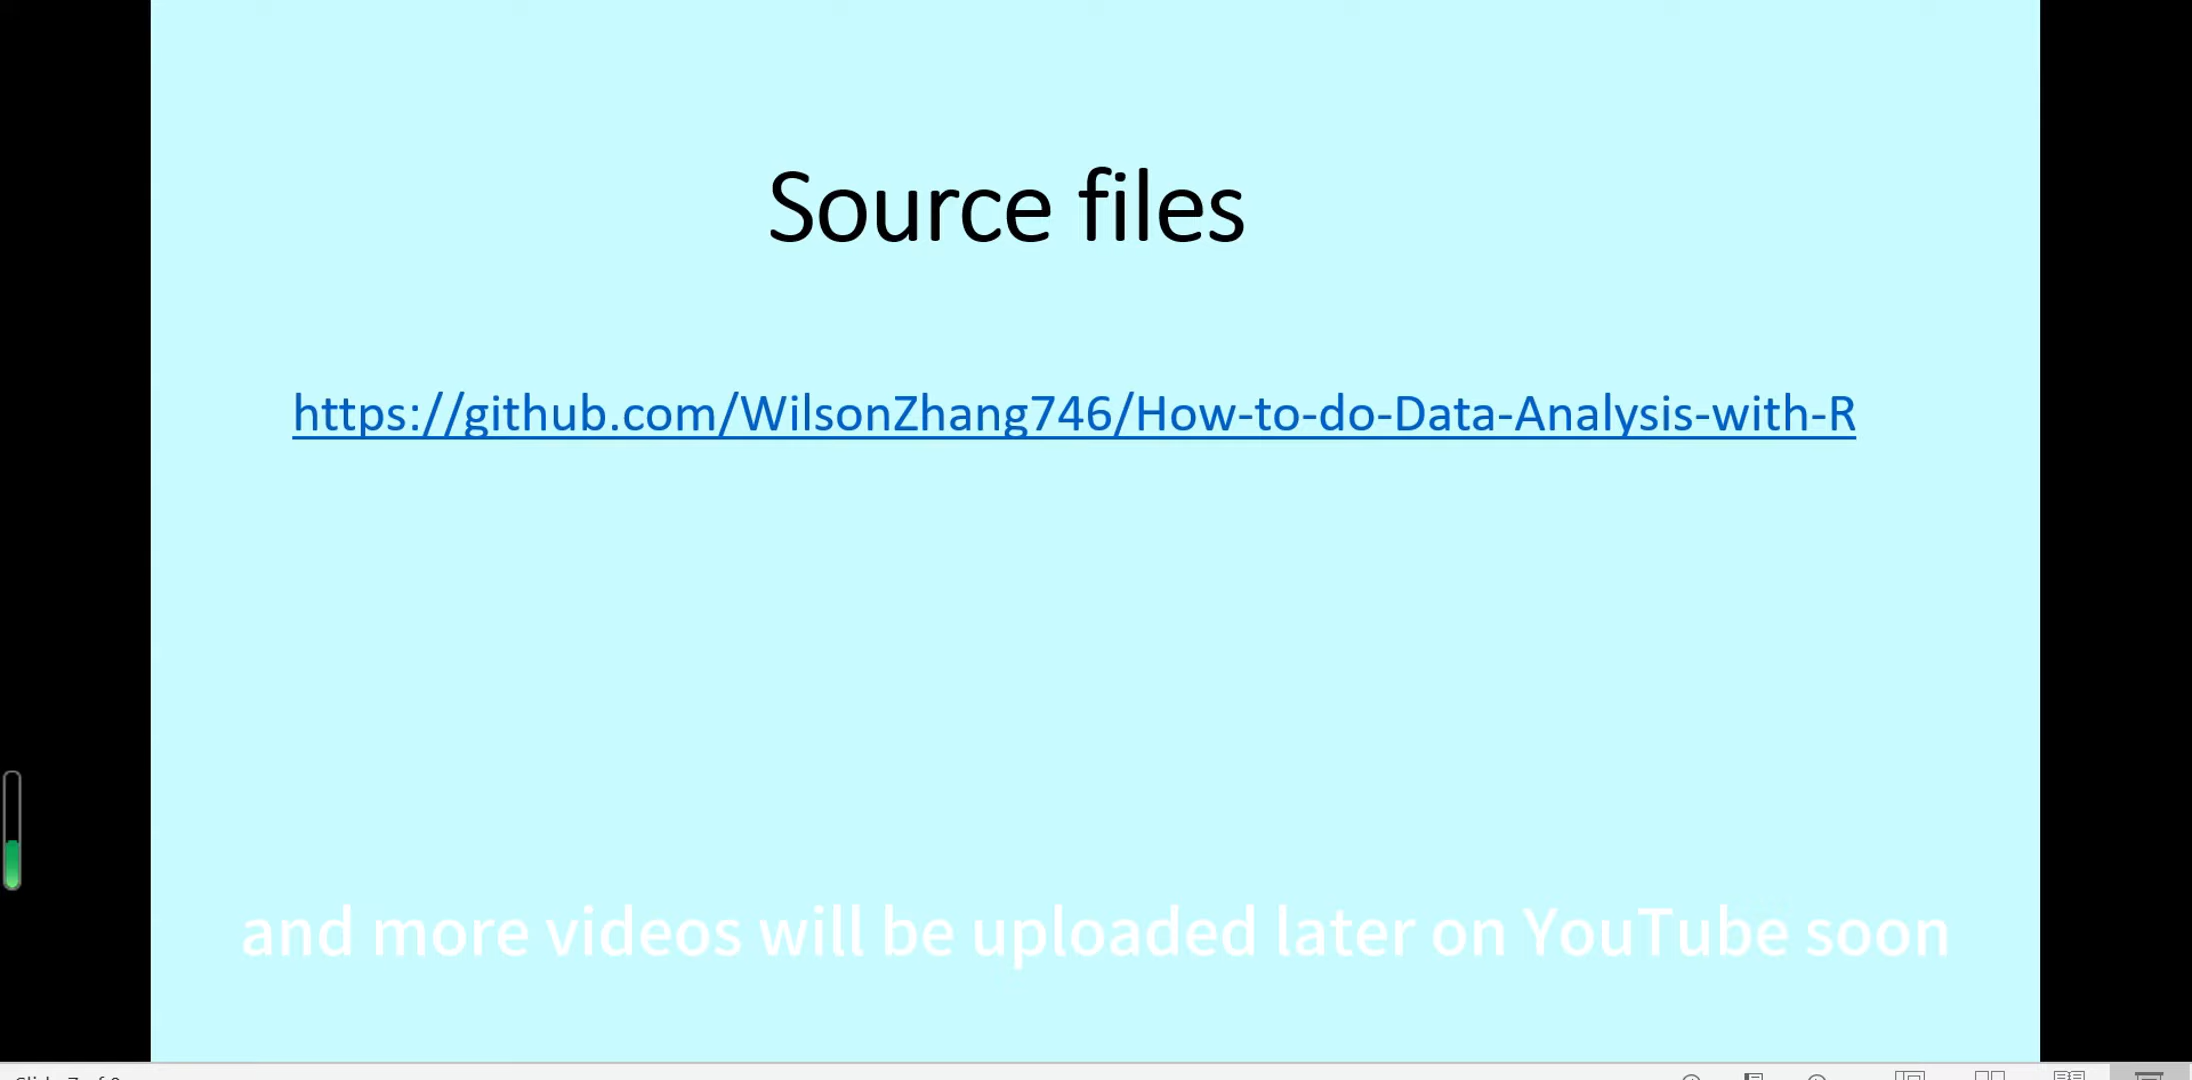 Source files
https://github.com/WilsonZhang746/How-to-do-Data-Analysis-with-R
and more videos will be uploaded later on YouTube soon